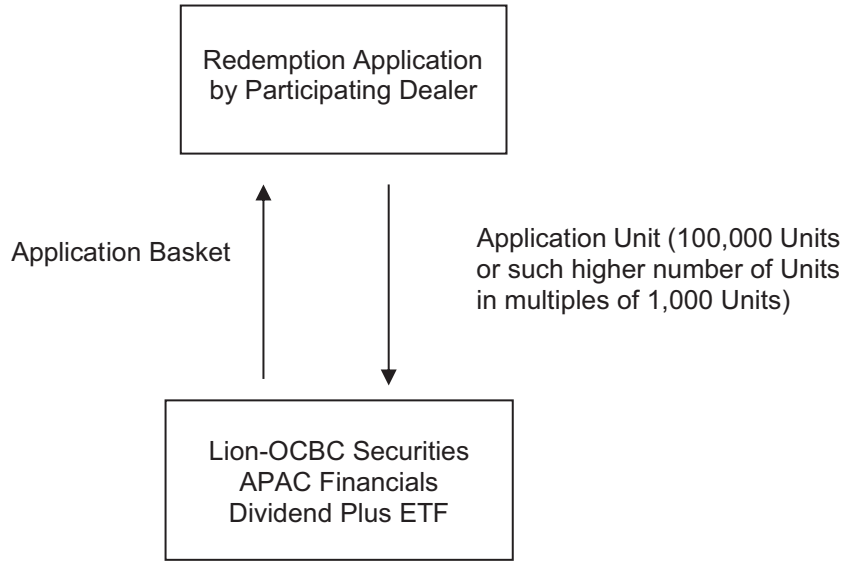 Redemption Application
by Participating Dealer
Application Basket
Application Unit (100,000 Units
or such higher number of Units
in multiples of 1,000 Units)
Lion-OCBC Securities
APAC Financials
Dividend Plus ETF